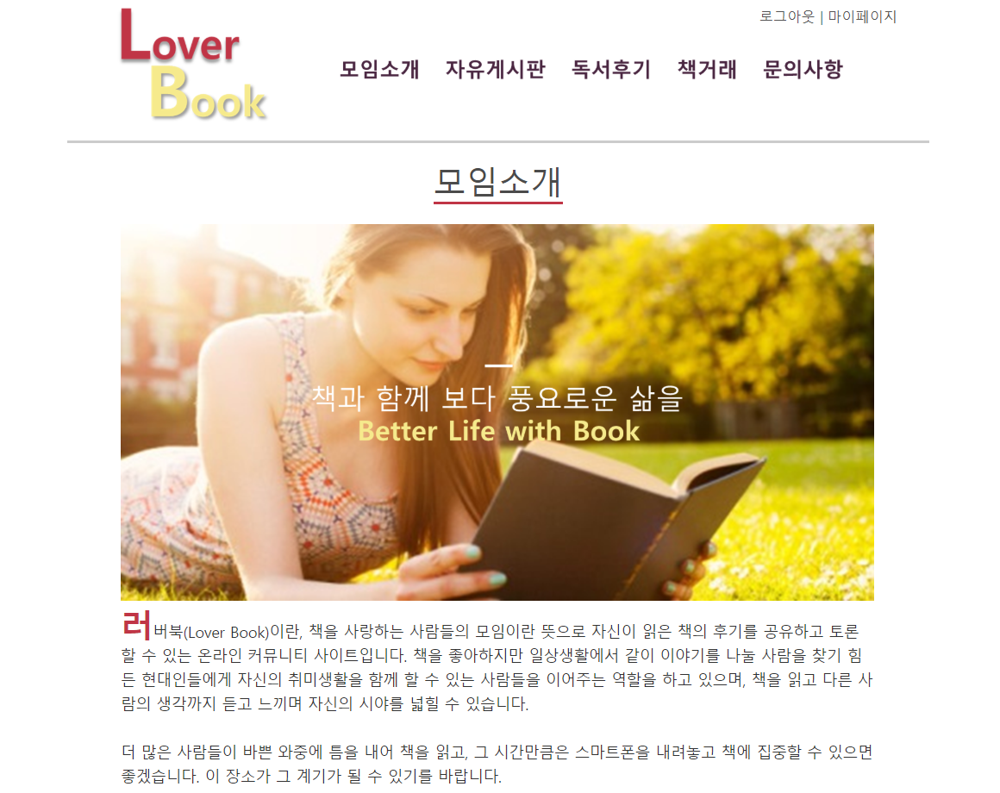 Lover
Book
로그아웃 | 마이페이지
모임소개 자유게시판 독서후기 책거래 문의사항
모임소개
책과 함께 보다 풍요로운 삶을
Better Life with Book
러버북(Lover Book)이란, 책을 사랑하는 사람들의 모임이란 뜻으로 자신이 읽은 책의 후기를 공유하고 토론
할 수 있는 온라인 커뮤니티 사이트입니다. 책을 좋아하지만 일상생활에서 같이 이야기를 나눌 사람을 찾기 힘
든 현대인들에게 자신의 취미생활을 함께 할 수 있는 사람들을 이어주는 역할을 하고 있으며, 책을 읽고 다른 사
람의 생각까지 듣고 느끼며 자신의 시야를 넓힐 수 있습니다.
더 많은 사람들이 바쁜 와중에 틈을 내어 책을 읽고, 그 시간만큼은 스마트폰을 내려놓고 책에 집중할 수 있으면
좋겠습니다. 이 장소가 그 계기가 될 수 있기를 바랍니다.